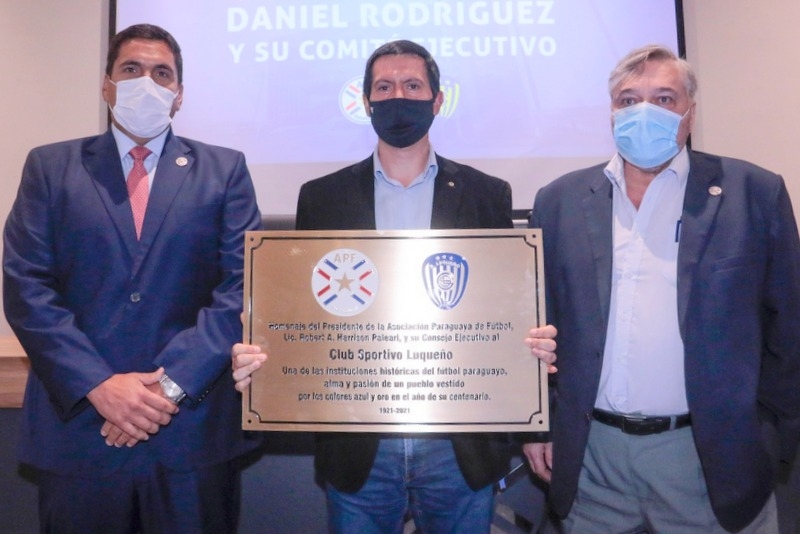 DANIEL RODRÍGUEZ
Y SU COMITÉ EJECUTIVO
APF
LUQUEÑO
Homenaje del Presidente de la Asociación Paraguaya de Fútbol,
Lic. Robert A. Harrison Paleari, y su Consejo Ejecutivo al
Club Sportivo Luqueño
Una de las instituciones históricas del fútbol paraguayo,
alma y pasión de un pueblo vestido
por los colores azul y oro en el año de su centenario.
1921-2021